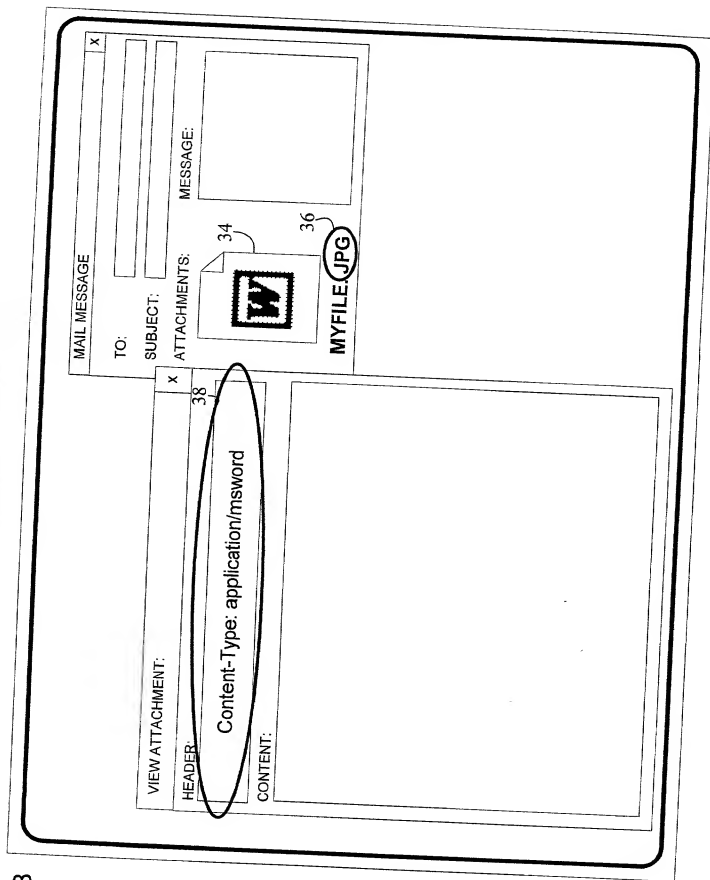 MAIL MESSAGE
X
TO:
SUBJECT:
ATTACHMENTS:
MESSAGE:
34
W
MYFILE.JPG
36
VIEW ATTACHMENT:
X
HEADER:
38
Content-Type: application/msword
CONTENT: